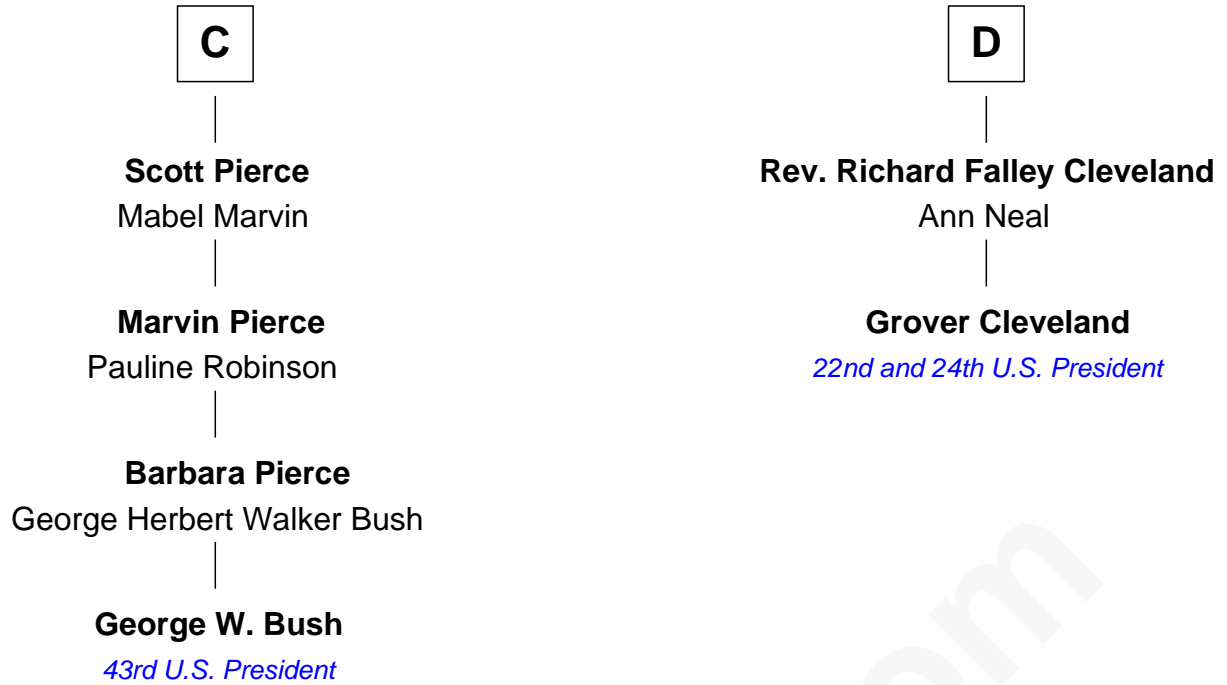 C
Scott Pierce
Mabel Marvin
Marvin Pierce
Pauline Robinson
Barbara Pierce
George Herbert Walker Bush
George W. Bush
43rd U.S. President
D
Rev. Richard Falley Cleveland
Ann Neal
Grover Cleveland
22nd and 24th U.S. President
om